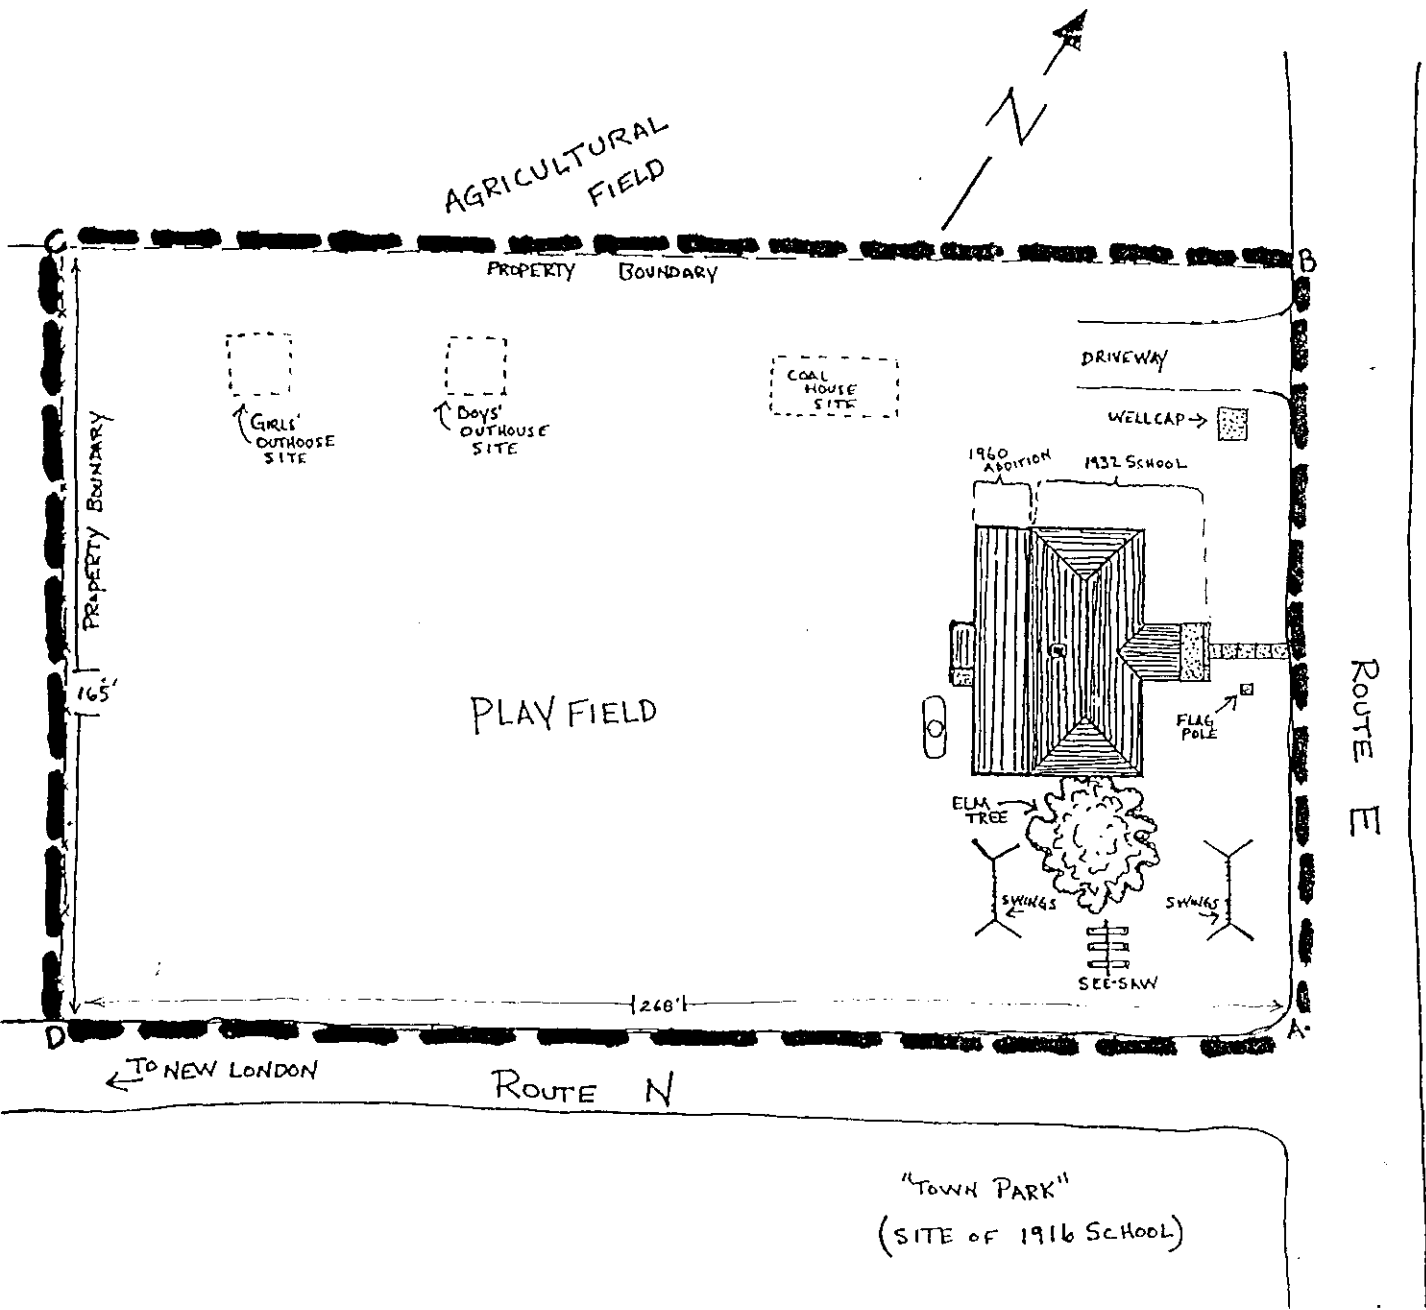 N
AGRICULTURAL
FIELD
C
B
PROPERTY BOUNDARY
DRIVEWAY
COAL
HOUSE
SITE
GIRLS'
OUTHOUSE
SITE
BOYS'
OUTHOUSE
SITE
WELLCAP
1960
ADDITION
1932 SCHOOL
PROPERTY BOUNDARY
165'
PLAY FIELD
FLAG
POLE
ROUTE E
ELM
TREE
SWINGS
SWINGS
SEE-SAW
268'
D
A
TO NEW LONDON
ROUTE N
"TOWN PARK"
(SITE OF 1916 SCHOOL)